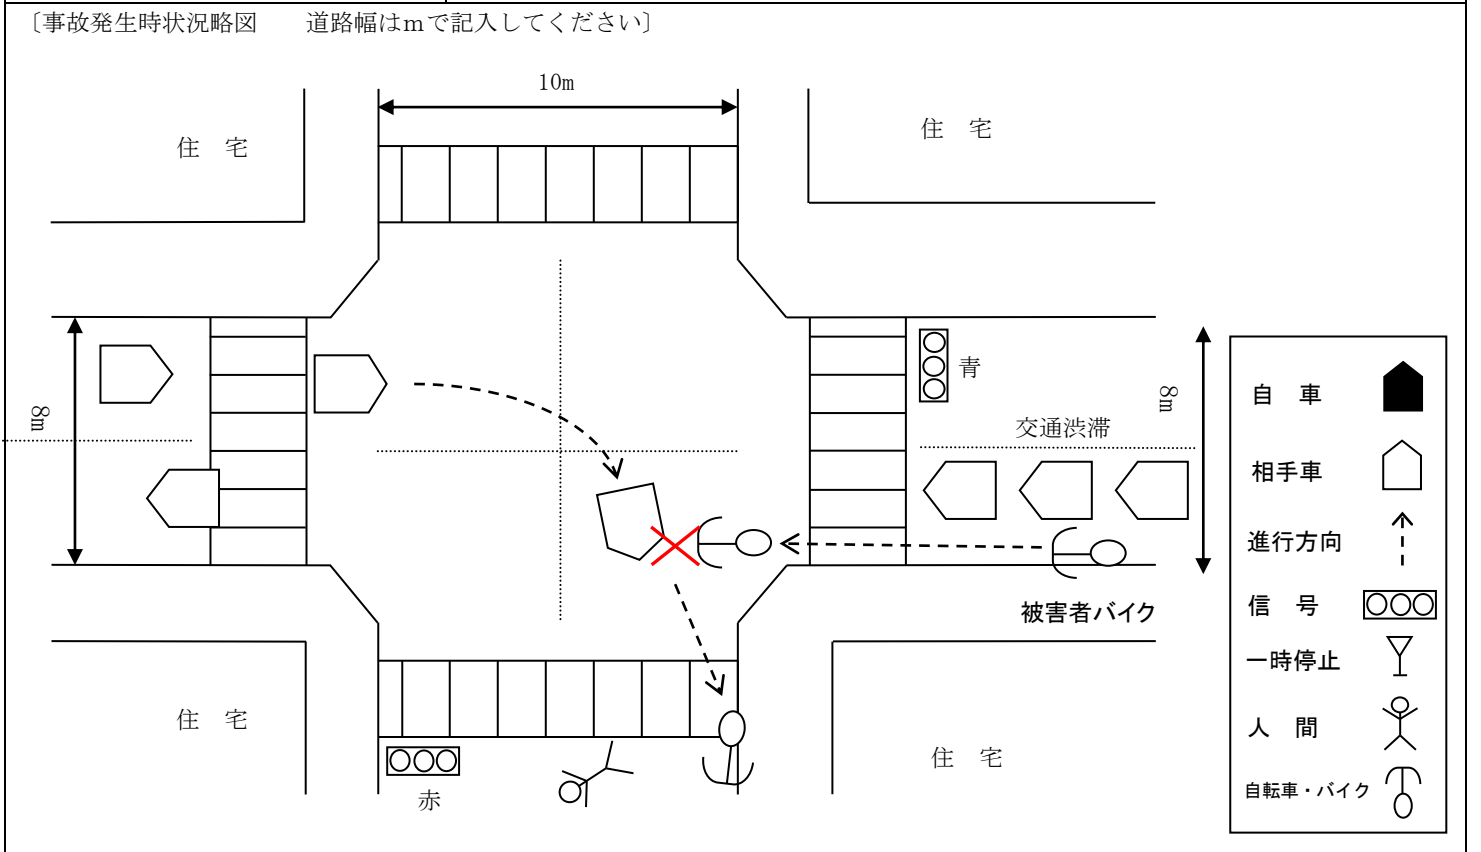 〔事故発生時状況略図　　道路幅はｍで記入してください〕
10m
住　宅
住　宅
8m
青
交通渋滞
8m
被害者バイク
住　宅
住　宅
赤
自　車
相手車
進行方向
信　号
一時停止
人　間
自転車・バイク